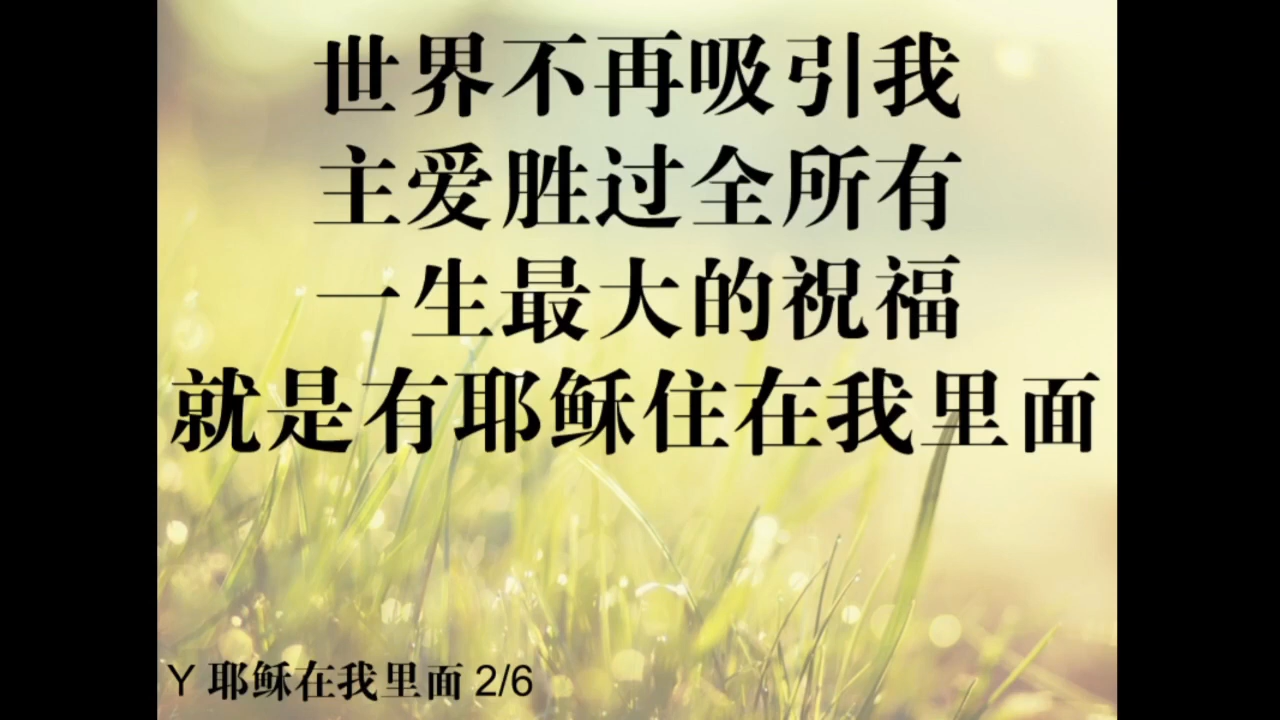 世界不再吸引我
主爱胜过全所有
一生最大的祝福
就是有耶稣住在我里面
Y 耶稣在我里面 2/6